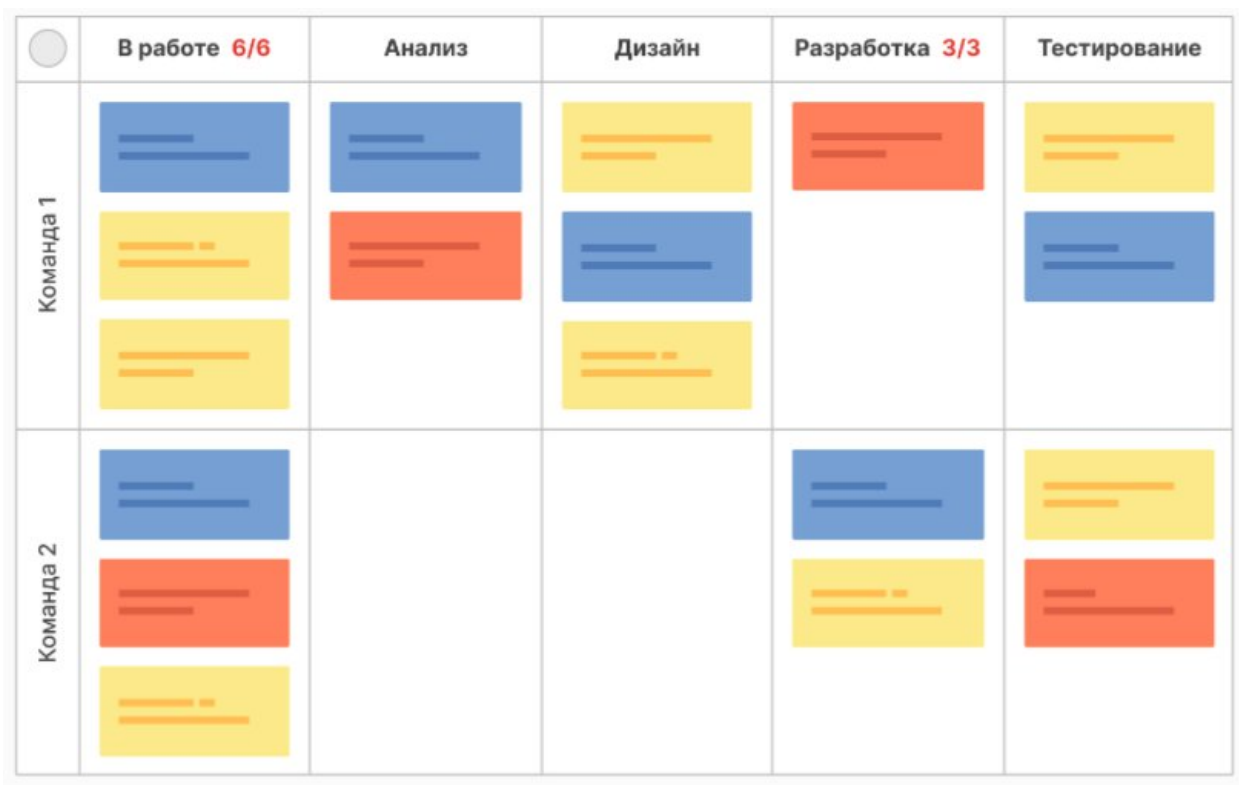 В работе 6/6
Анализ
Дизайн
Разработка 3/3
Тестирование
Команда 1
Команда 2